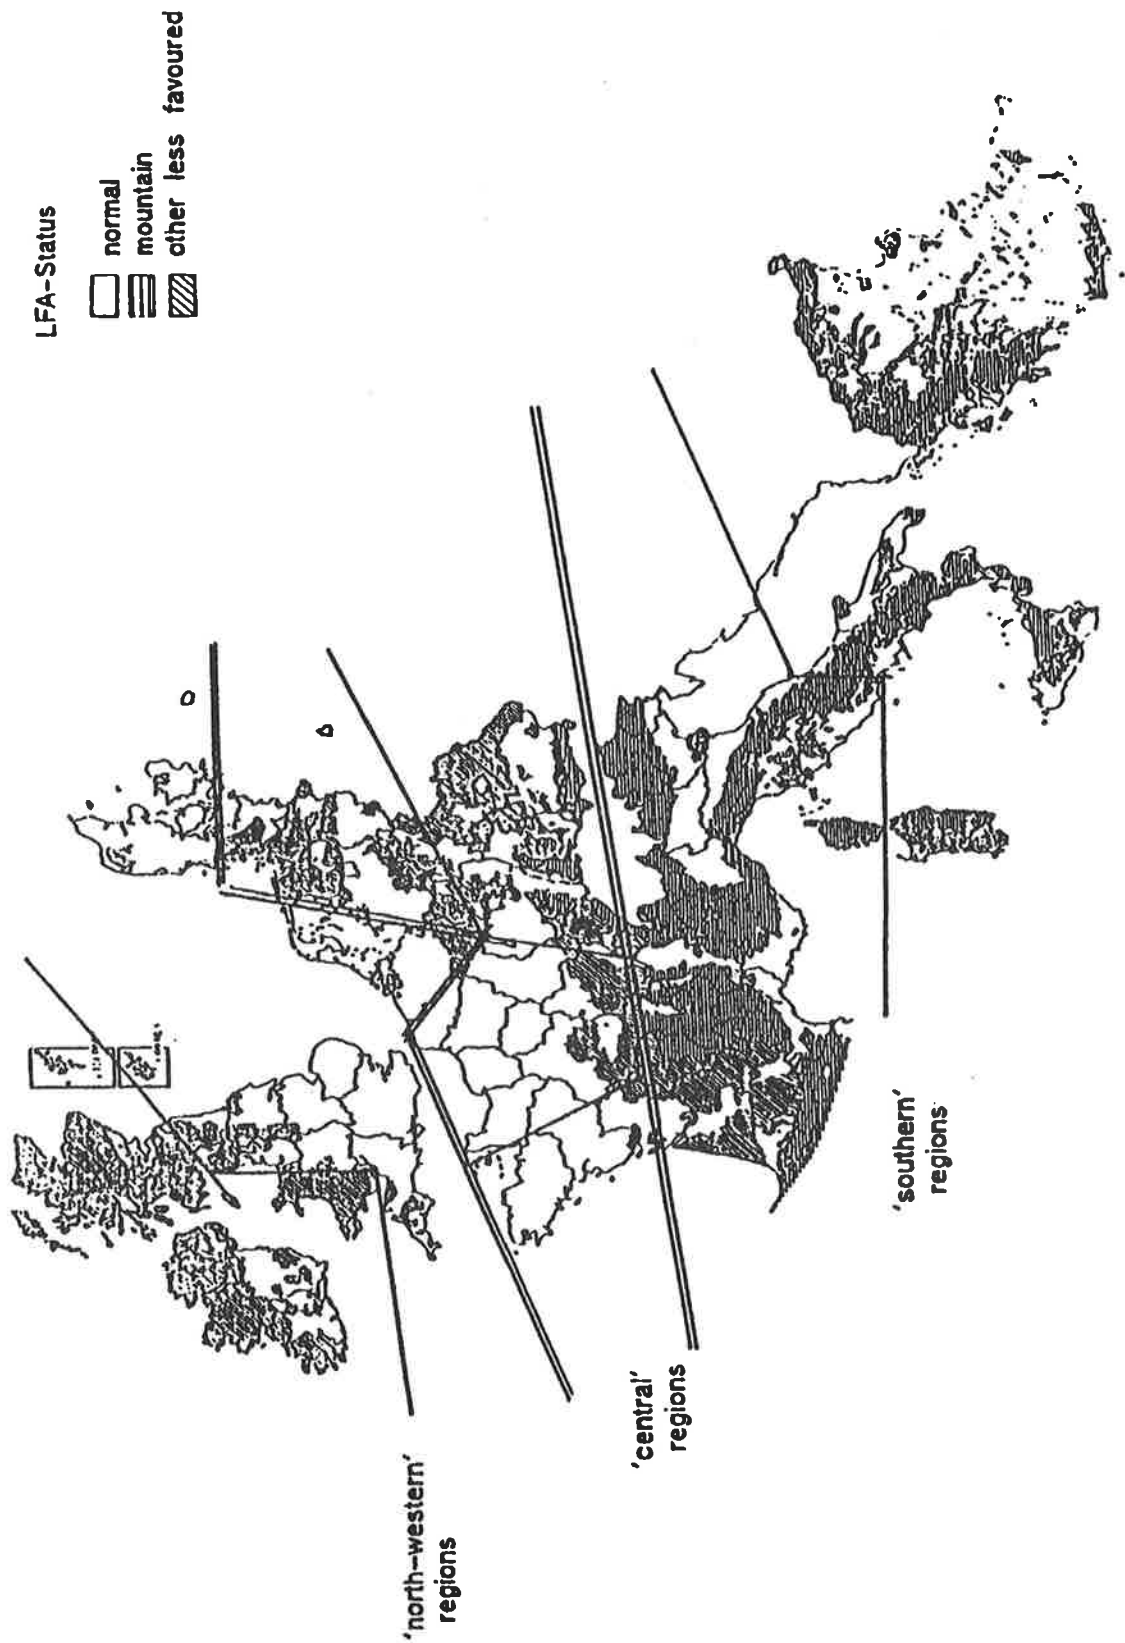 LFA-Status
normal
mountain
other less favoured
'north-western'
regions
'central'
regions
'southern'
regions